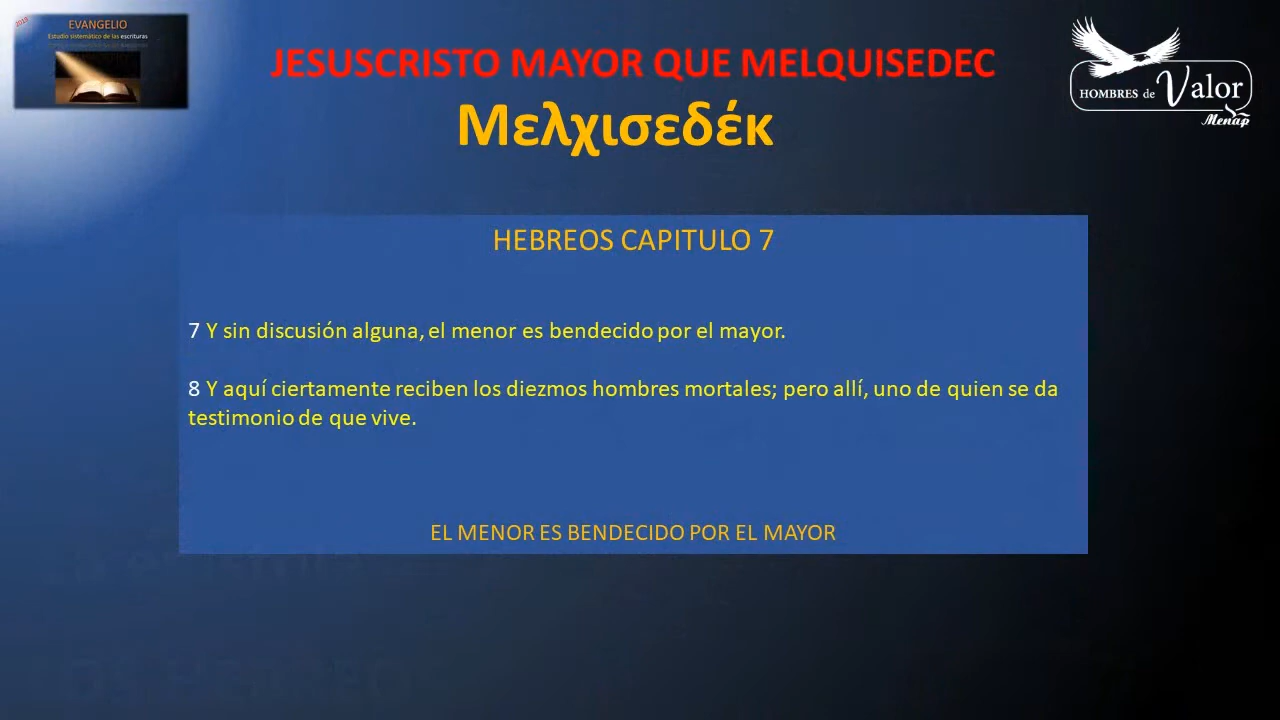 2018
EVANGELIO
Estudio sistemático de las escrituras
JESUSCRISTO MAYOR QUE MELQUISEDEC
Μελχισεδέκ
HOMBRES de Valor
Menap
HEBREOS CAPITULO 7
7 Y sin discusión alguna, el menor es bendecido por el mayor.
8 Y aquí ciertamente reciben los diezmos hombres mortales; pero allí, uno de quien se da
testimonio de que vive.
EL MENOR ES BENDECIDO POR EL MAYOR